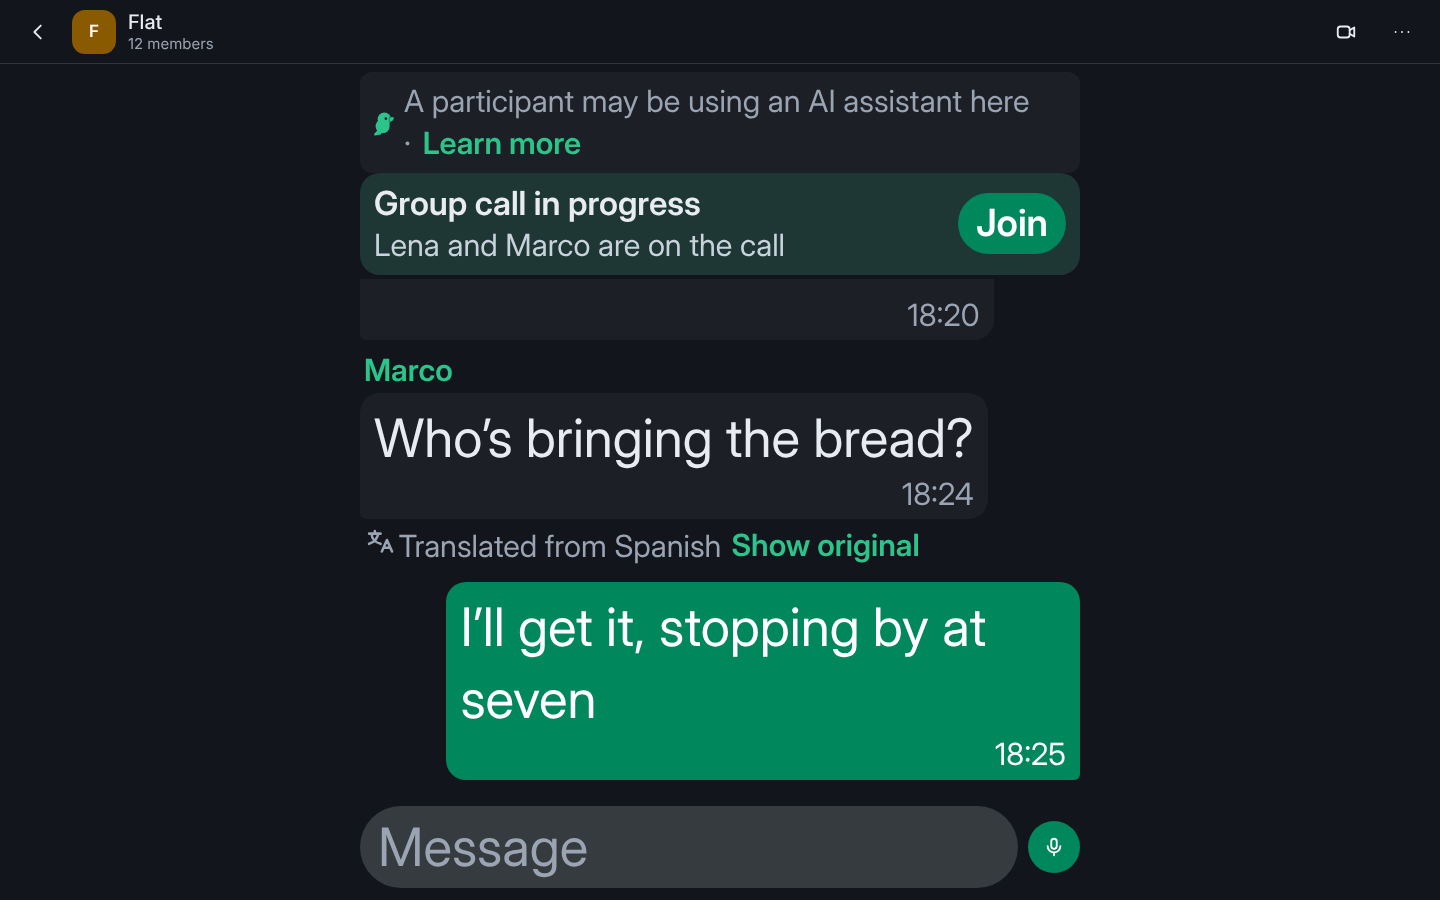 F
Flat
12 members
···
A participant may be using an AI assistant here
· Learn more
Group call in progress
Lena and Marco are on the call
Join
18:20
Marco
Who’s bringing the bread?
18:24
Translated from Spanish Show original
I’ll get it, stopping by at
seven
18:25
Message